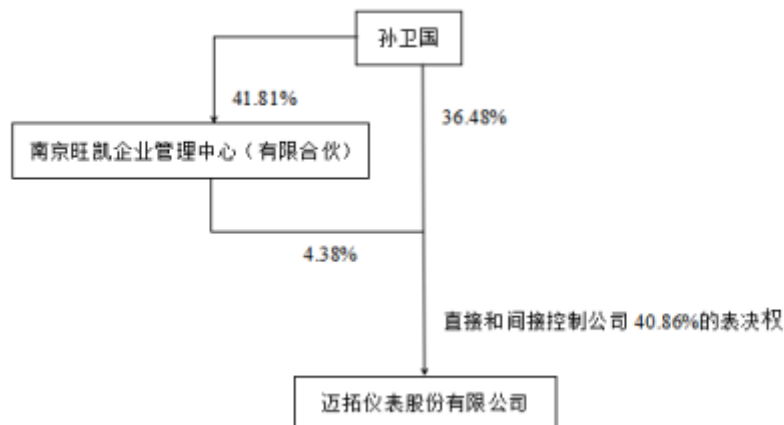 孙卫国
41.81%
36.48%
南京旺凯企业管理中心（有限合伙）
4.38%
直接和间接控制公司 40.86%的表决权
迈拓仪表股份有限公司